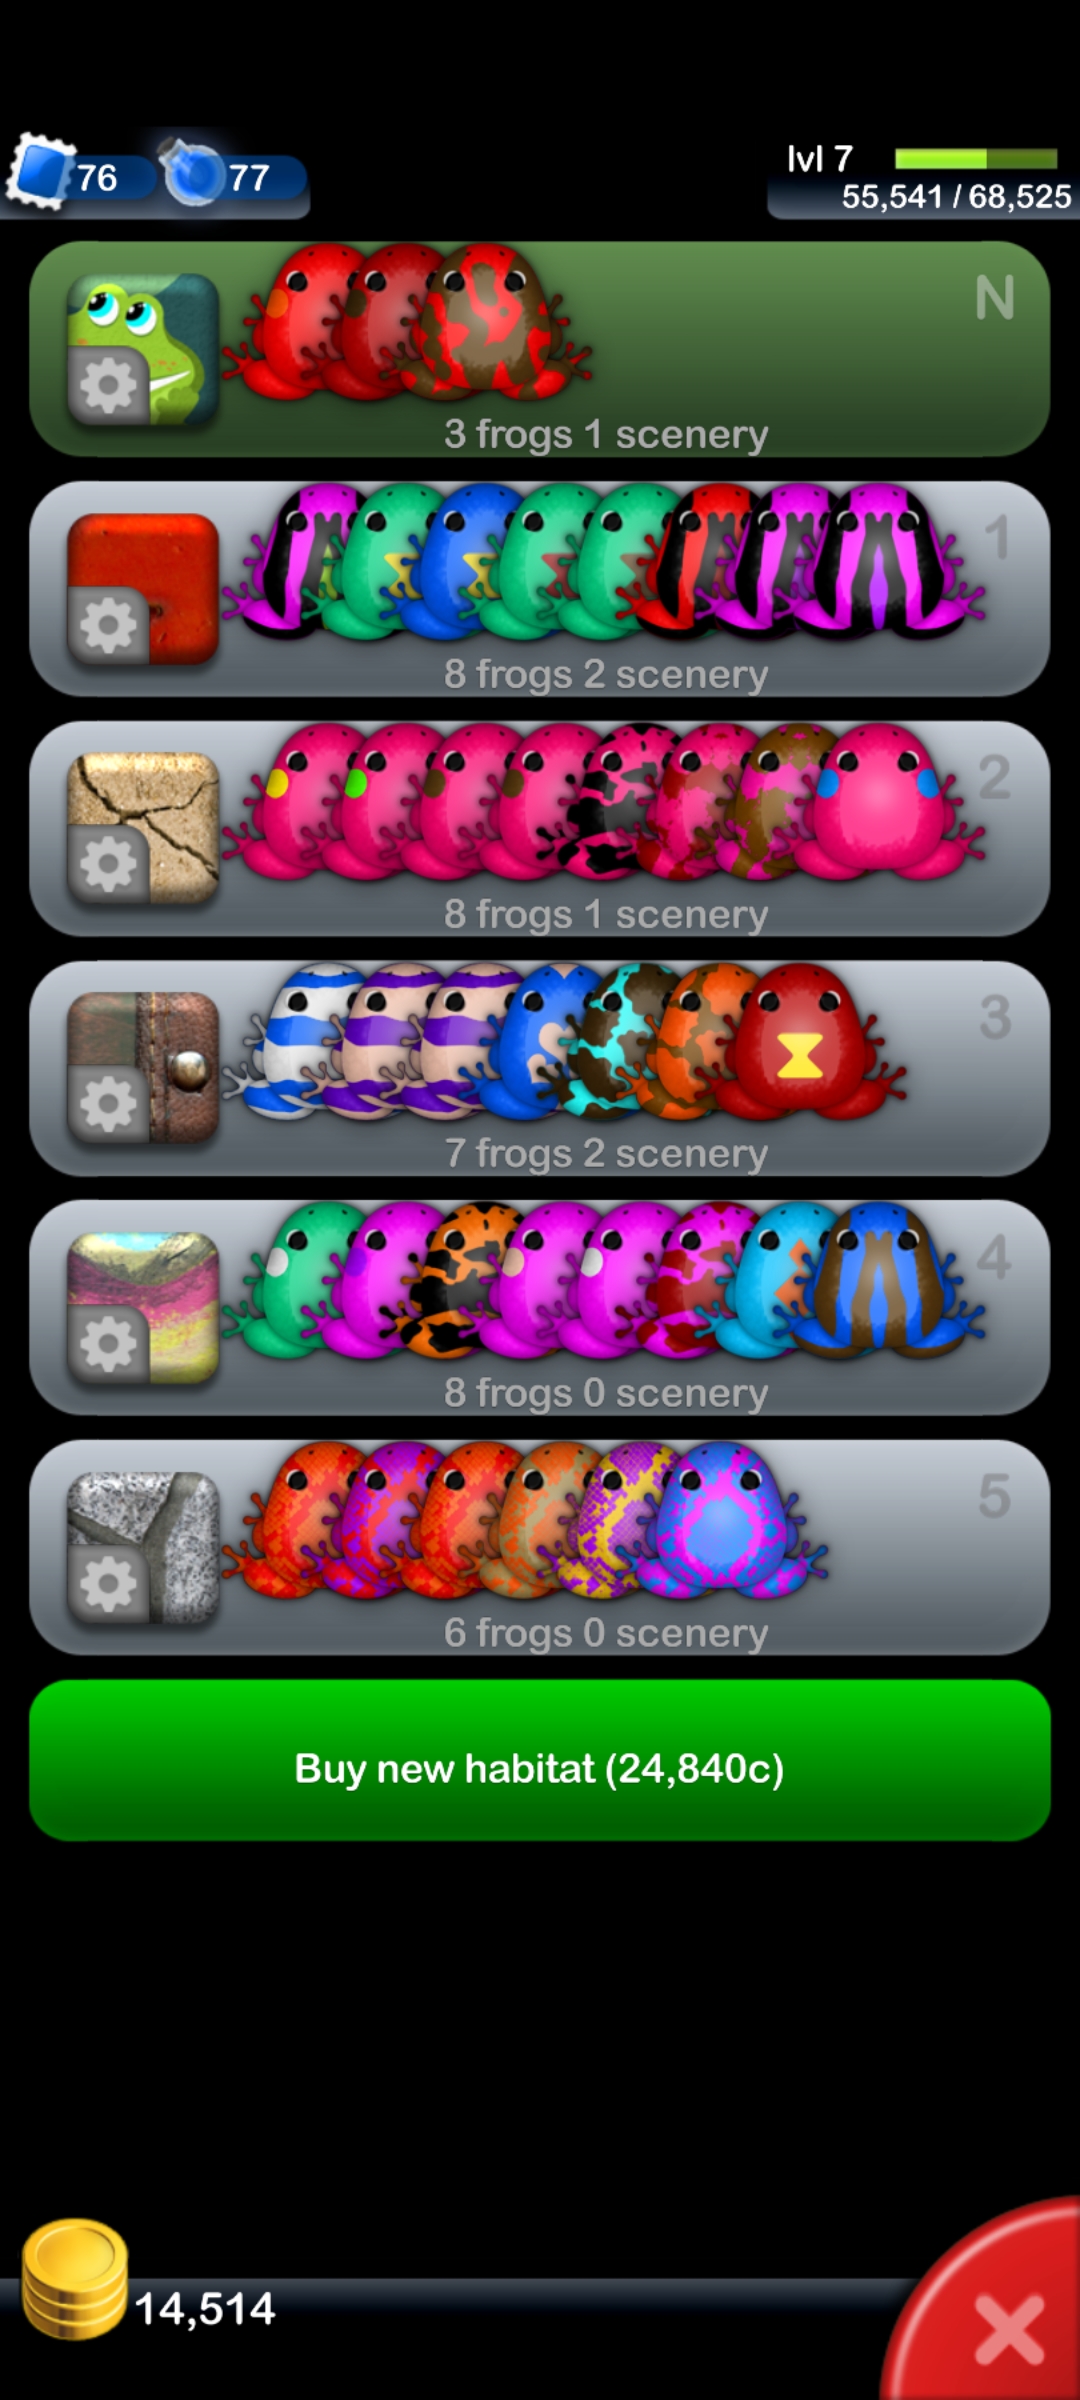 76
77
lvl 7
55,541 / 68,525
N
3 frogs 1 scenery
1
8 frogs 2 scenery
2
8 frogs 1 scenery
3
7 frogs 2 scenery
4
8 frogs 0 scenery
5
6 frogs 0 scenery
Buy new habitat (24,840c)
14,514